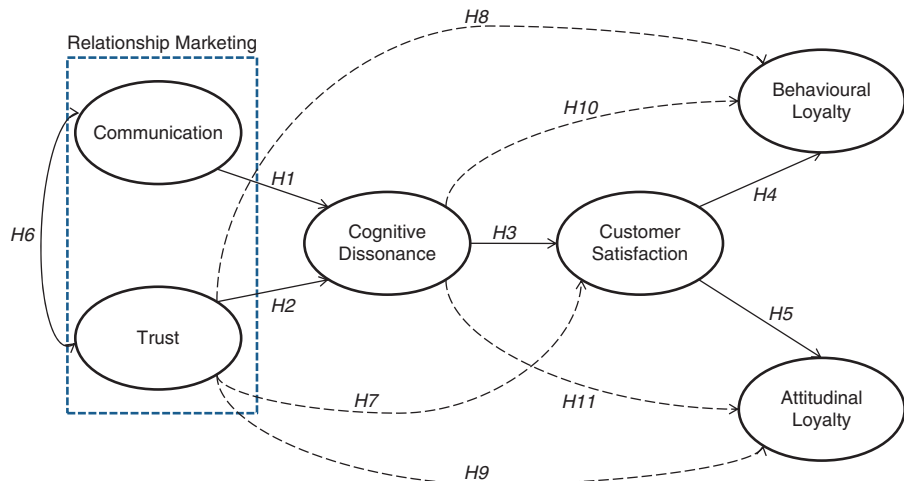 H8
Relationship Marketing
Behavioural
Loyalty
H10
Communication
H1
H4
H6
Cognitive
Dissonance
H3
Customer
Satisfaction
H2
H5
Trust
H7
H11
Attitudinal
Loyalty
H9